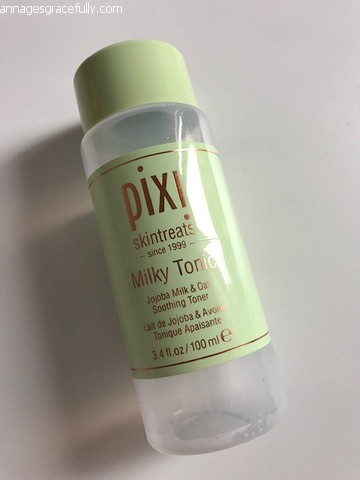 annagesgracefully.com
pixi
skintreats
– since 1999 –
Milky Tonic
Jojoba Milk & Oat
Soothing Toner
Lait de Jojoba & Avoine
Tonique Apaisante
3.4 fl.oz/100 ml ℮